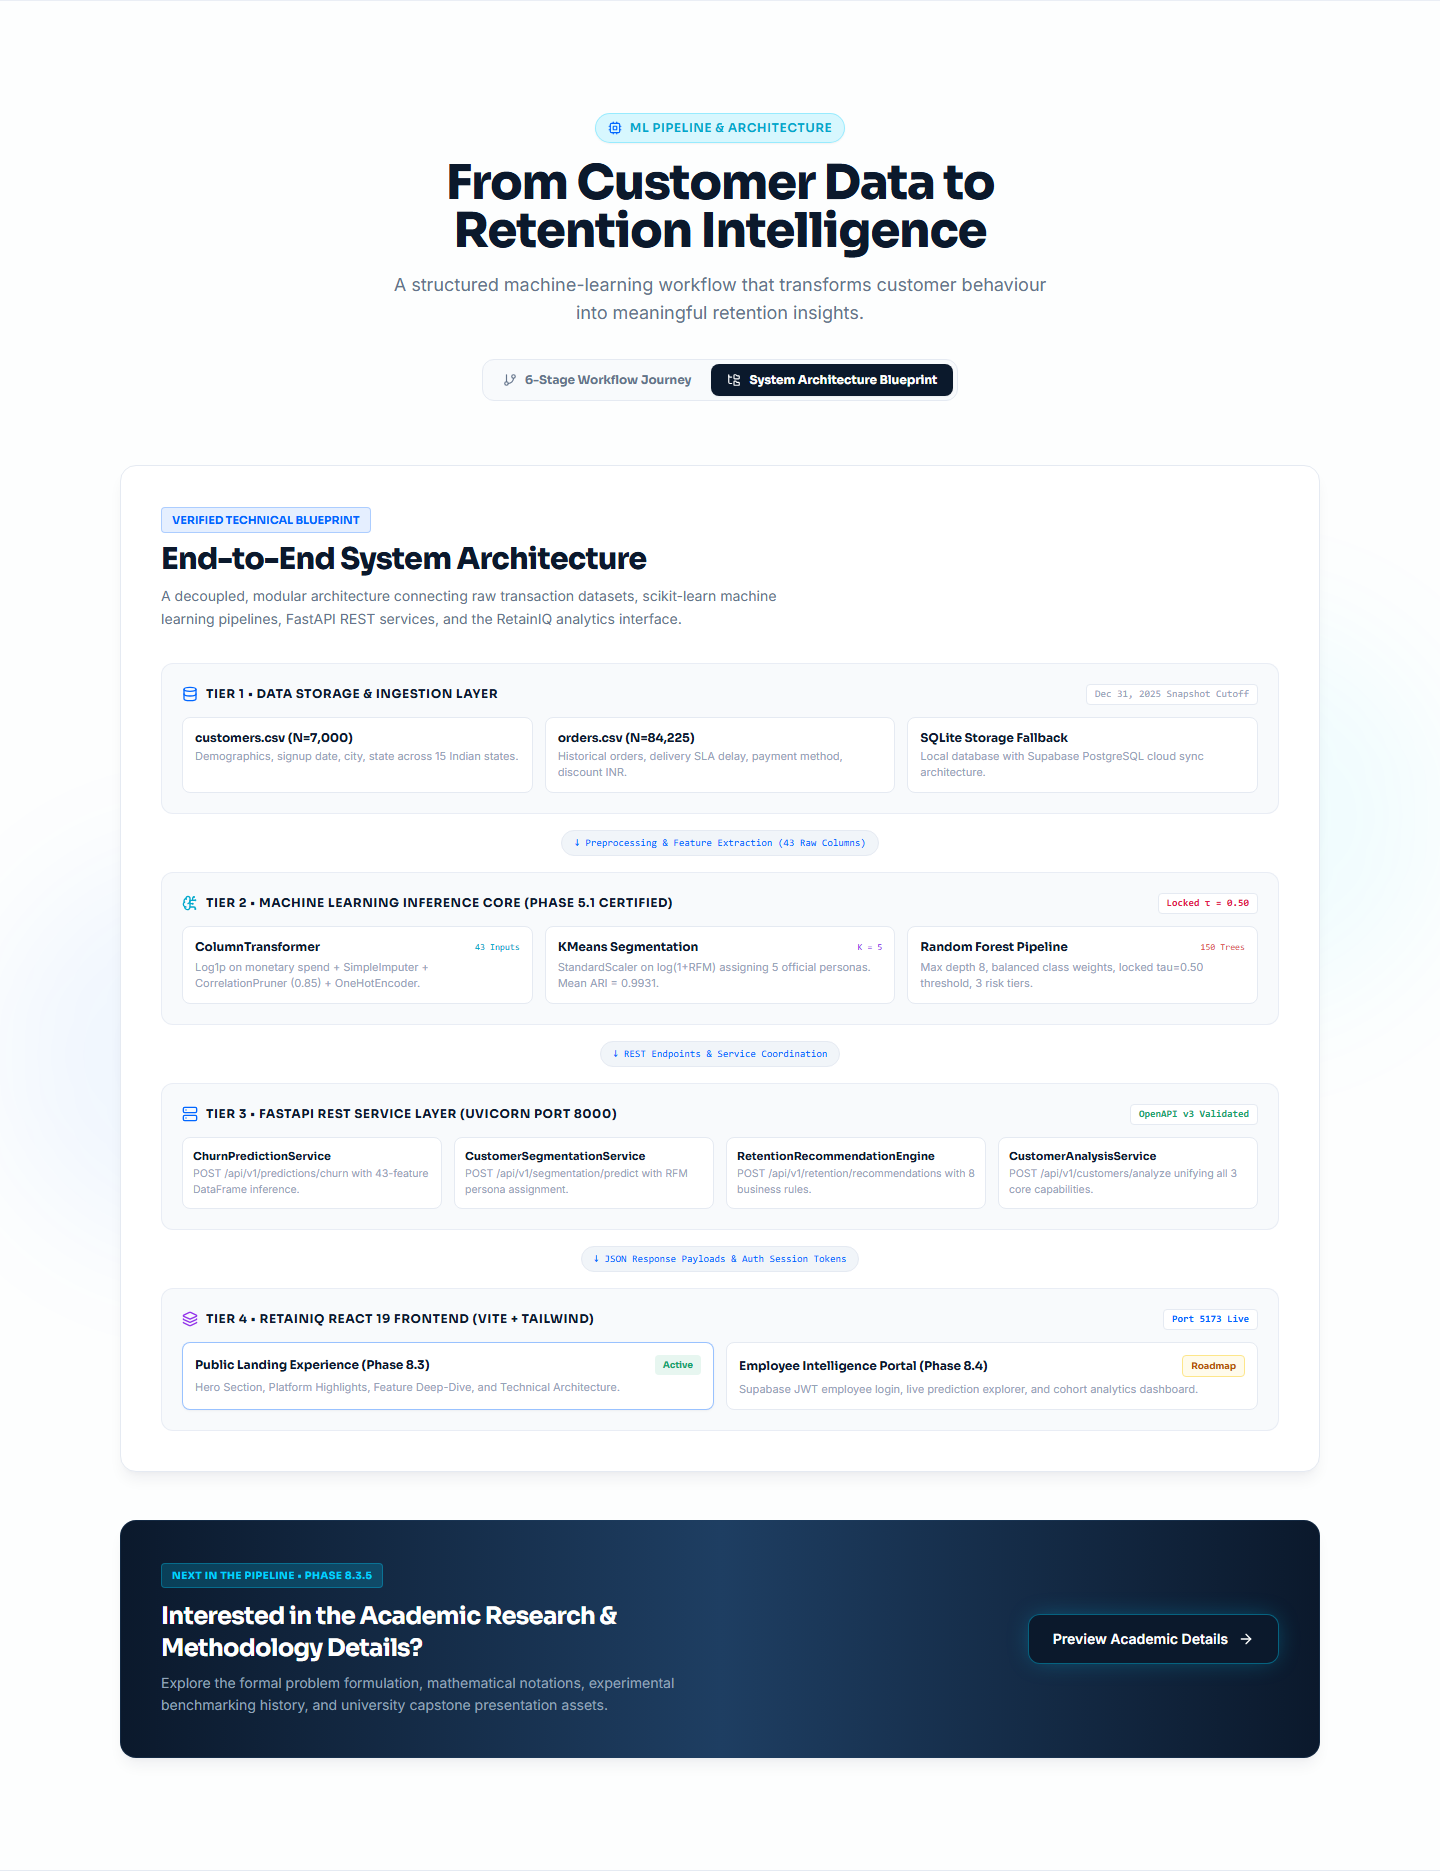 ML PIPELINE & ARCHITECTURE
From Customer Data to
Retention Intelligence
A structured machine-learning workflow that transforms customer behaviour
into meaningful retention insights.
6-Stage Workflow Journey
System Architecture Blueprint
VERIFIED TECHNICAL BLUEPRINT
End-to-End System Architecture
A decoupled, modular architecture connecting raw transaction datasets, scikit-learn machine
learning pipelines, FastAPI REST services, and the RetainIQ analytics interface.
TIER 1 • DATA STORAGE & INGESTION LAYER
Dec 31, 2025 Snapshot Cutoff
customers.csv (N=7,000)
Demographics, signup date, city, state across 15 Indian states.
orders.csv (N=84,225)
Historical orders, delivery SLA delay, payment method,
discount INR.
SQLite Storage Fallback
Local database with Supabase PostgreSQL cloud sync
architecture.
↓ Preprocessing & Feature Extraction (43 Raw Columns)
TIER 2 • MACHINE LEARNING INFERENCE CORE (PHASE 5.1 CERTIFIED)
Locked τ = 0.50
ColumnTransformer
43 Inputs
Log1p on monetary spend + SimpleImputer +
CorrelationPruner (0.85) + OneHotEncoder.
KMeans Segmentation
K = 5
StandardScaler on log(1+RFM) assigning 5 official personas.
Mean ARI = 0.9931.
Random Forest Pipeline
150 Trees
Max depth 8, balanced class weights, locked tau=0.50
threshold, 3 risk tiers.
↓ REST Endpoints & Service Coordination
TIER 3 • FASTAPI REST SERVICE LAYER (UVICORN PORT 8000)
OpenAPI v3 Validated
ChurnPredictionService
POST /api/v1/predictions/churn with 43-feature
DataFrame inference.
CustomerSegmentationService
POST /api/v1/segmentation/predict with RFM
persona assignment.
RetentionRecommendationEngine
POST /api/v1/retention/recommendations with 8
business rules.
CustomerAnalysisService
POST /api/v1/customers/analyze unifying all 3
core capabilities.
↓ JSON Response Payloads & Auth Session Tokens
TIER 4 • RETAINIQ REACT 19 FRONTEND (VITE + TAILWIND)
Port 5173 Live
Public Landing Experience (Phase 8.3)
Active
Hero Section, Platform Highlights, Feature Deep-Dive, and Technical Architecture.
Employee Intelligence Portal (Phase 8.4)
Roadmap
Supabase JWT employee login, live prediction explorer, and cohort analytics dashboard.
NEXT IN THE PIPELINE • PHASE 8.3.5
Interested in the Academic Research &
Methodology Details?
Explore the formal problem formulation, mathematical notations, experimental
benchmarking history, and university capstone presentation assets.
Preview Academic Details →